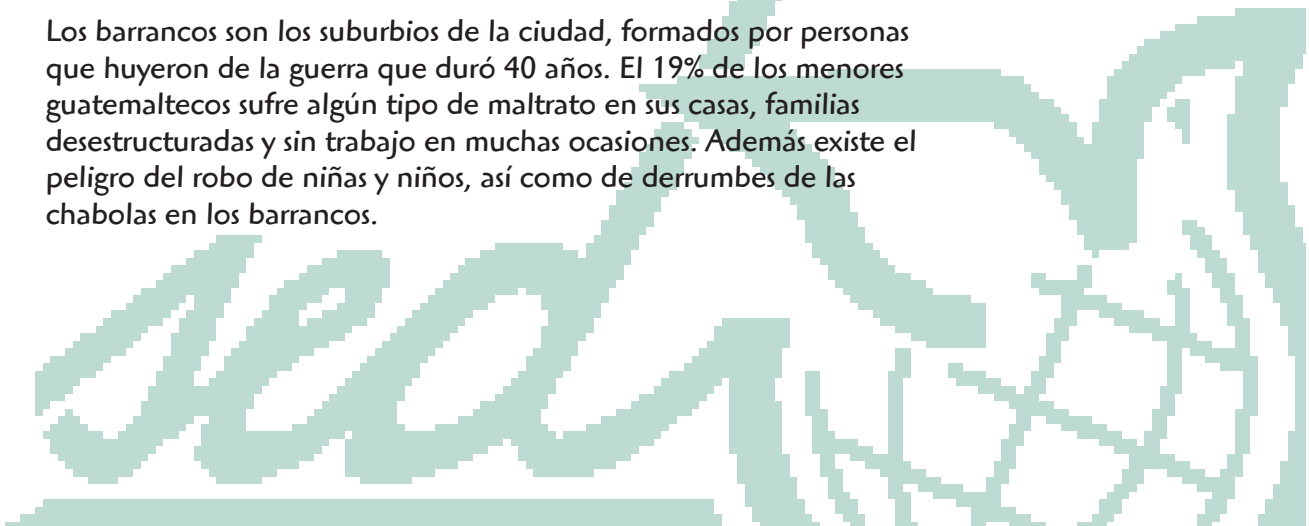 Los barrancos son los suburbios de la ciudad, formados por personas
que huyeron de la guerra que duró 40 años. El 19% de los menores
guatemaltecos sufre algún tipo de maltrato en sus casas, familias
desestructuradas y sin trabajo en muchas ocasiones. Además existe el
peligro del robo de niñas y niños, así como de derrumbes de las
chabolas en los barrancos.
sea